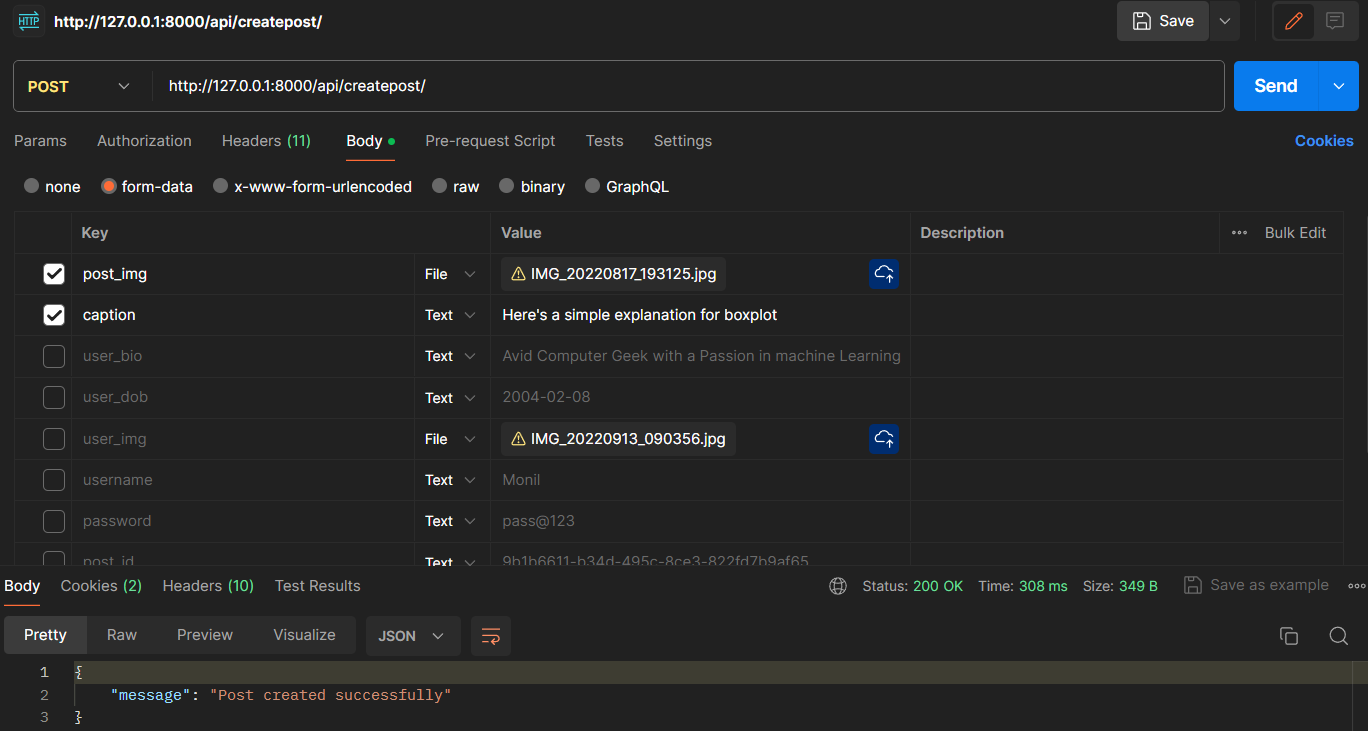 HTTP http://127.0.0.1:8000/api/createpost/ Save
POST http://127.0.0.1:8000/api/createpost/ Send
Params Authorization Headers (11) Body Pre-request Script Tests Settings Cookies
none form-data x-www-form-urlencoded raw binary GraphQL
Key Value Description Bulk Edit
post_img File IMG_20220817_193125.jpg
caption Text Here's a simple explanation for boxplot
user_bio Text Avid Computer Geek with a Passion in machine Learning
user_dob Text 2004-02-08
user_img File IMG_20220913_090356.jpg
username Text Monil
password Text pass@123
post_id Text 9b1b6611-b34d-495c-8ce3-822fd7b9af65
Body Cookies (2) Headers (10) Test Results Status: 200 OK Time: 308 ms Size: 349 B Save as example
Pretty Raw Preview Visualize JSON
1 {
2 "message": "Post created successfully"
3 }